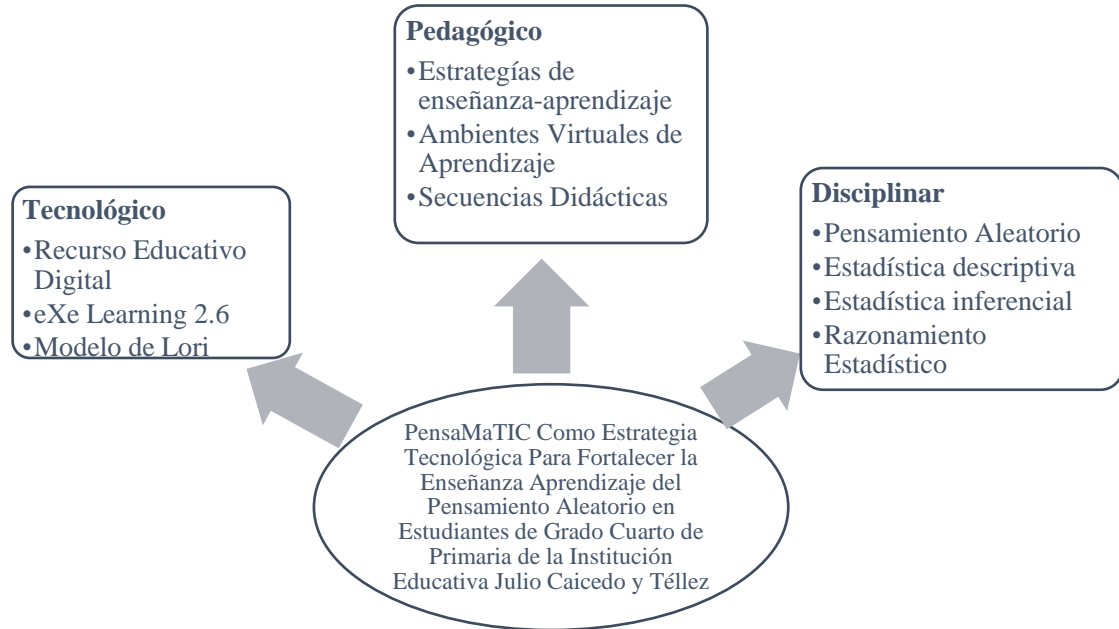 Pedagógico
•Estrategías de
enseñanza-aprendizaje
•Ambientes Virtuales de
Aprendizaje
•Secuencias Didácticas
Tecnológico
•Recurso Educativo
Digital
•eXe Learning 2.6
•Modelo de Lori
Disciplinar
•Pensamiento Aleatorio
•Estadística descriptiva
•Estadística inferencial
•Razonamiento
Estadístico
PensaMaTIC Como Estrategia
Tecnológica Para Fortalecer la
Enseñanza Aprendizaje del
Pensamiento Aleatorio en
Estudiantes de Grado Cuarto de
Primaria de la Institución
Educativa Julio Caicedo y Téllez